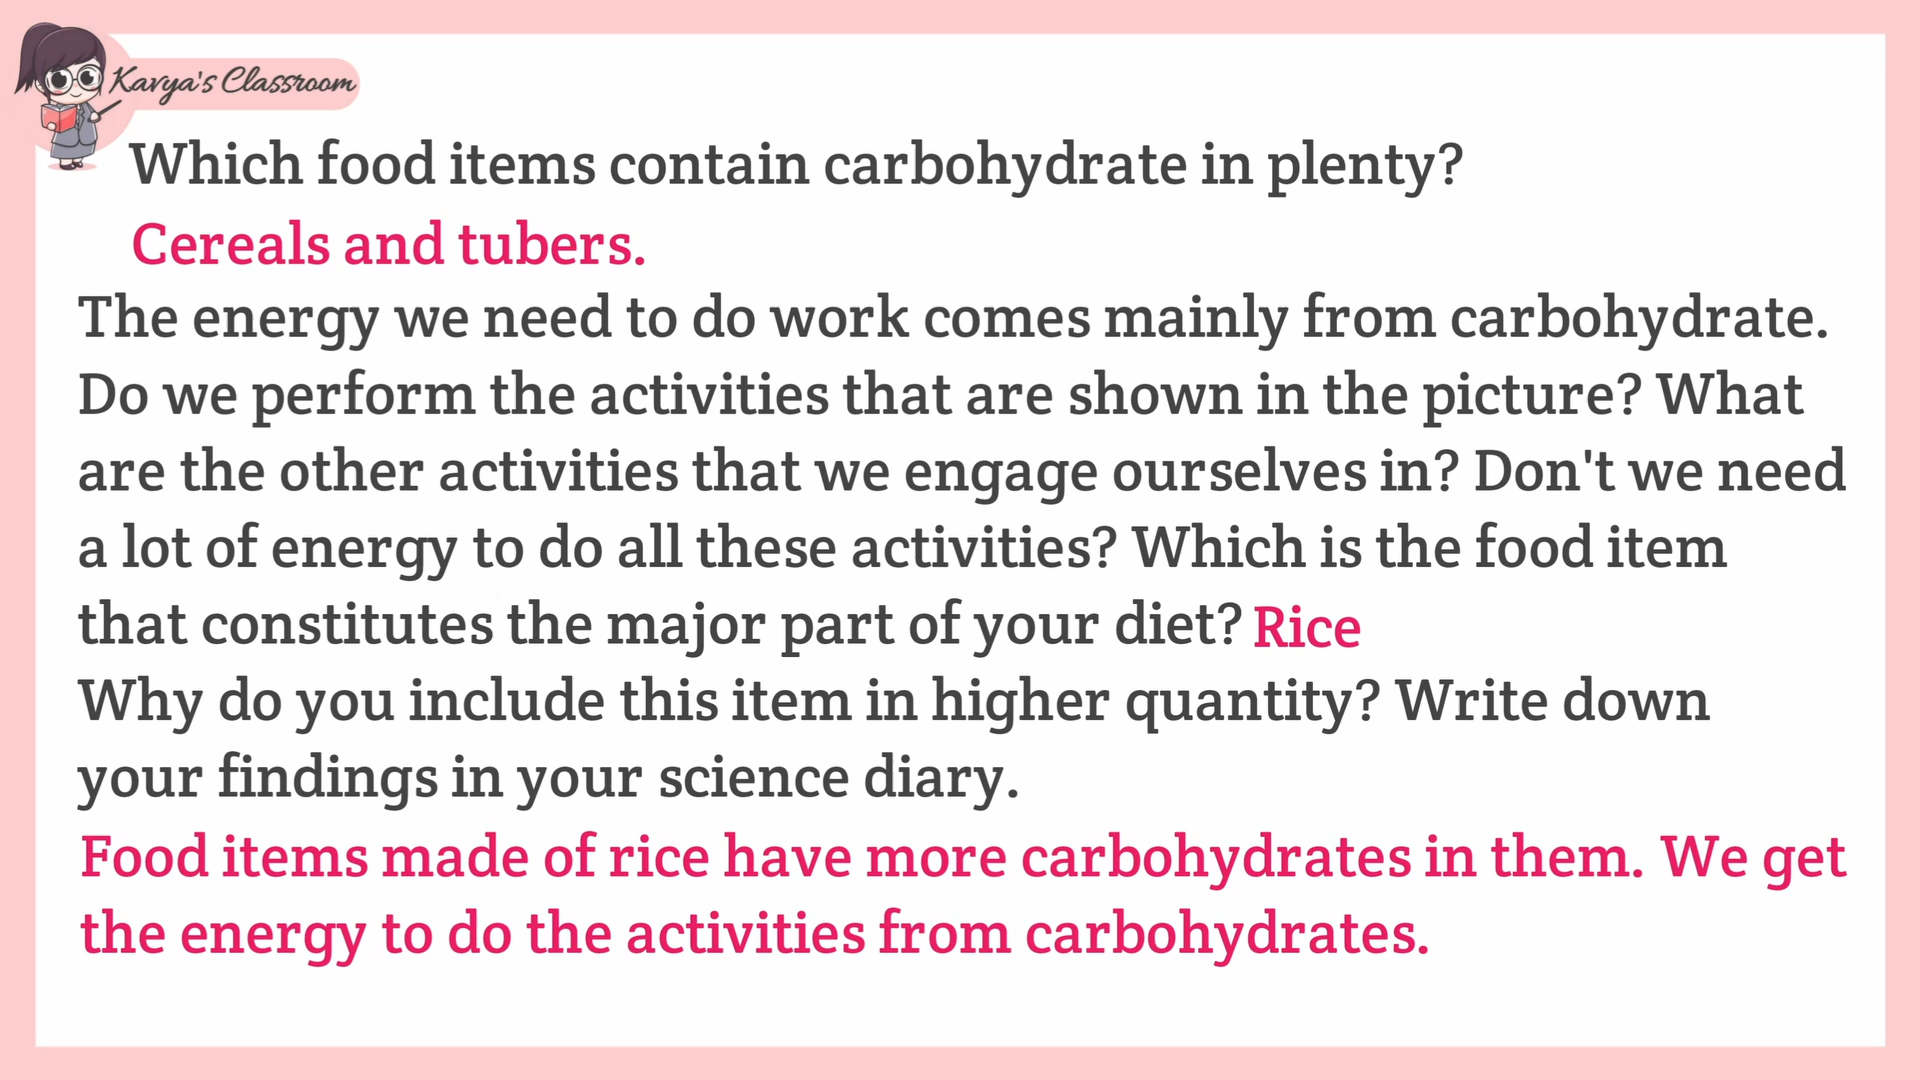 Kavya's Classroom
Which food items contain carbohydrate in plenty?
Cereals and tubers.
The energy we need to do work comes mainly from carbohydrate.
Do we perform the activities that are shown in the picture? What
are the other activities that we engage ourselves in? Don't we need
a lot of energy to do all these activities? Which is the food item
that constitutes the major part of your diet? Rice
Why do you include this item in higher quantity? Write down
your findings in your science diary.
Food items made of rice have more carbohydrates in them. We get
the energy to do the activities from carbohydrates.